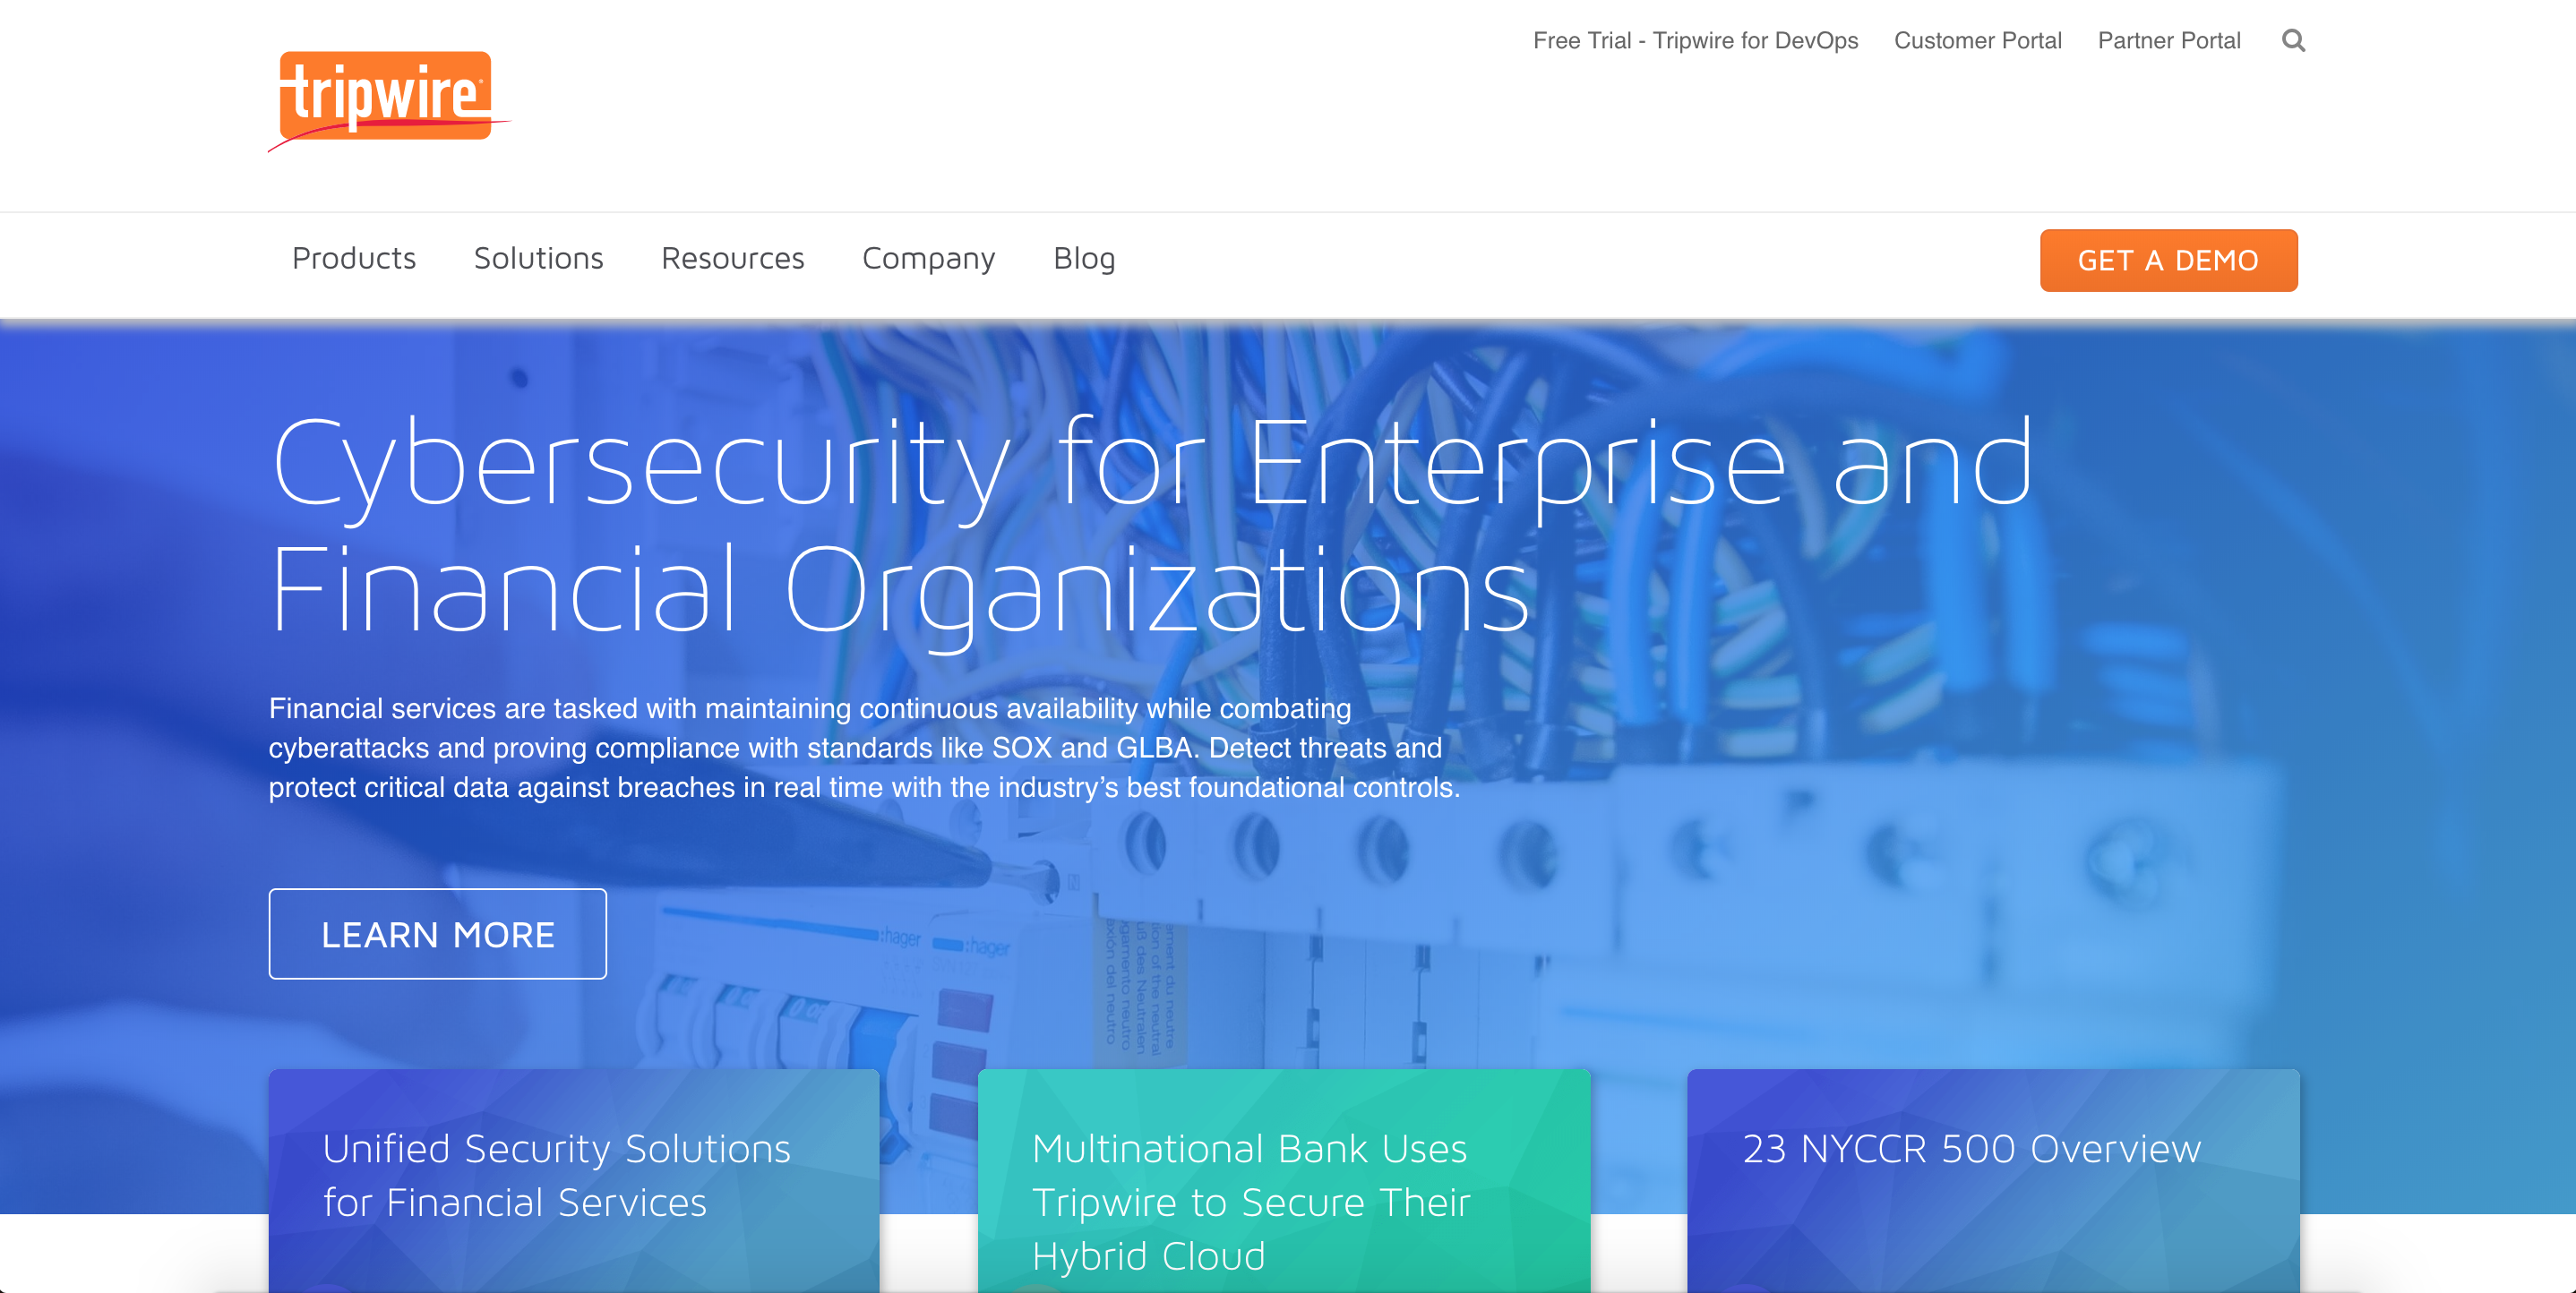 Free Trial - Tripwire for DevOps
Customer Portal
Partner Portal
tripwire
Products
Solutions
Resources
Company
Blog
GET A DEMO
Cybersecurity for Enterprise and
Financial Organizations
Financial services are tasked with maintaining continuous availability while combating
cyberattacks and proving compliance with standards like SOX and GLBA. Detect threats and
protect critical data against breaches in real time with the industry’s best foundational controls.
LEARN MORE
:hager
:hager
Unified Security Solutions
for Financial Services
Multinational Bank Uses
Tripwire to Secure Their
Hybrid Cloud
23 NYCCR 500 Overview